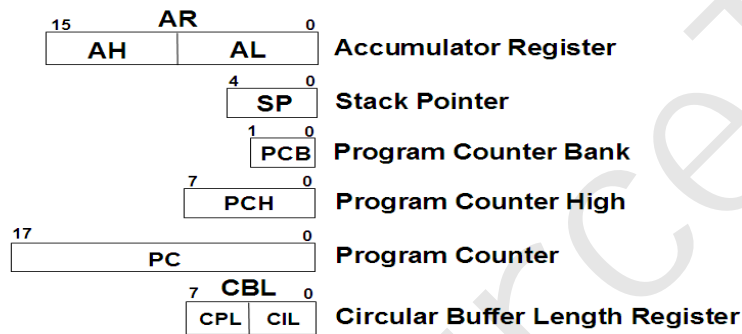 AR
15 0
AH AL Accumulator Register
4 0
SP Stack Pointer
1 0
PCB Program Counter Bank
7 0
PCH Program Counter High
17 0
PC Program Counter
7 CBL 0
CPL CIL Circular Buffer Length Register